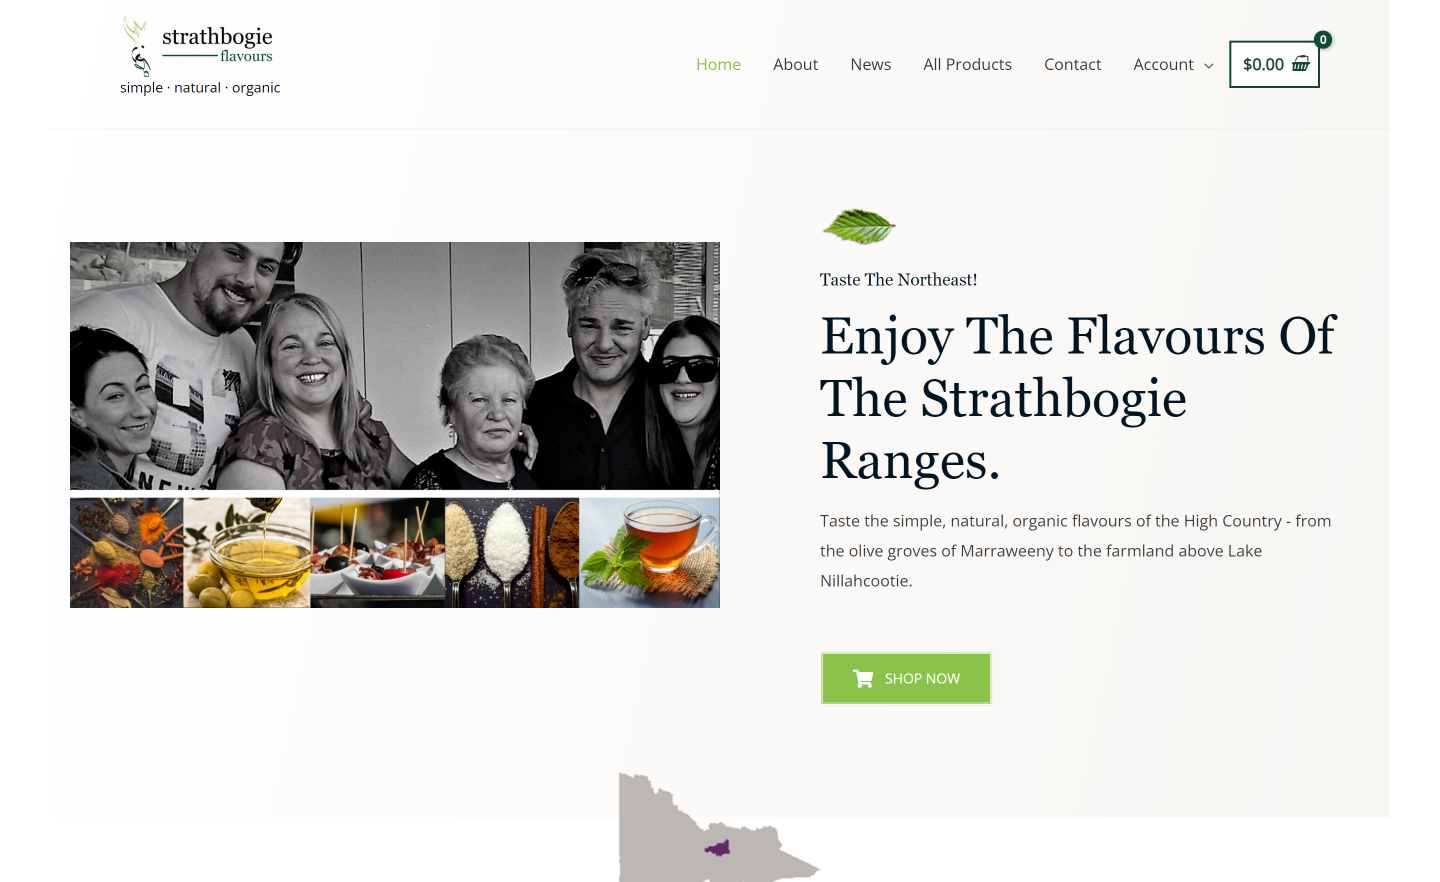 strathbogie
flavours
simple · natural · organic
Home About News All Products Contact Account $0.00 0
Taste The Northeast!
Enjoy The Flavours Of
The Strathbogie
Ranges.
Taste the simple, natural, organic flavours of the High Country - from
the olive groves of Marraweeny to the farmland above Lake
Nillahcootie.
SHOP NOW
NEW